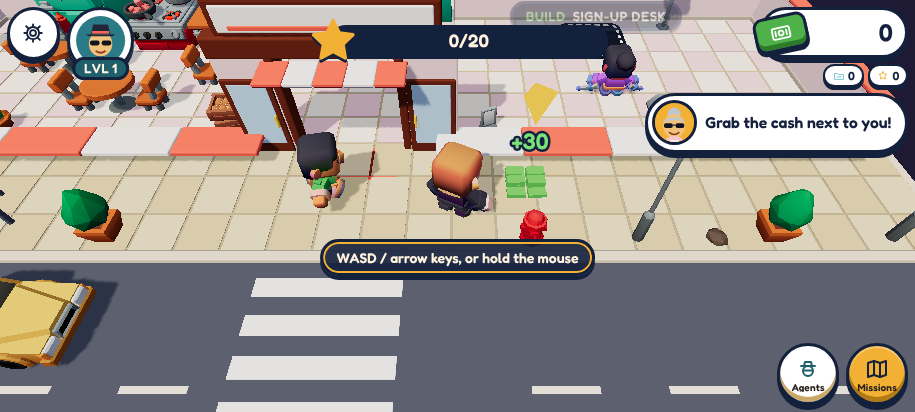 BUILD SIGN-UP DESK
0/20
0
LVL 1
0
0
Grab the cash next to you!
+30
WASD / arrow keys, or hold the mouse
Agents
Missions